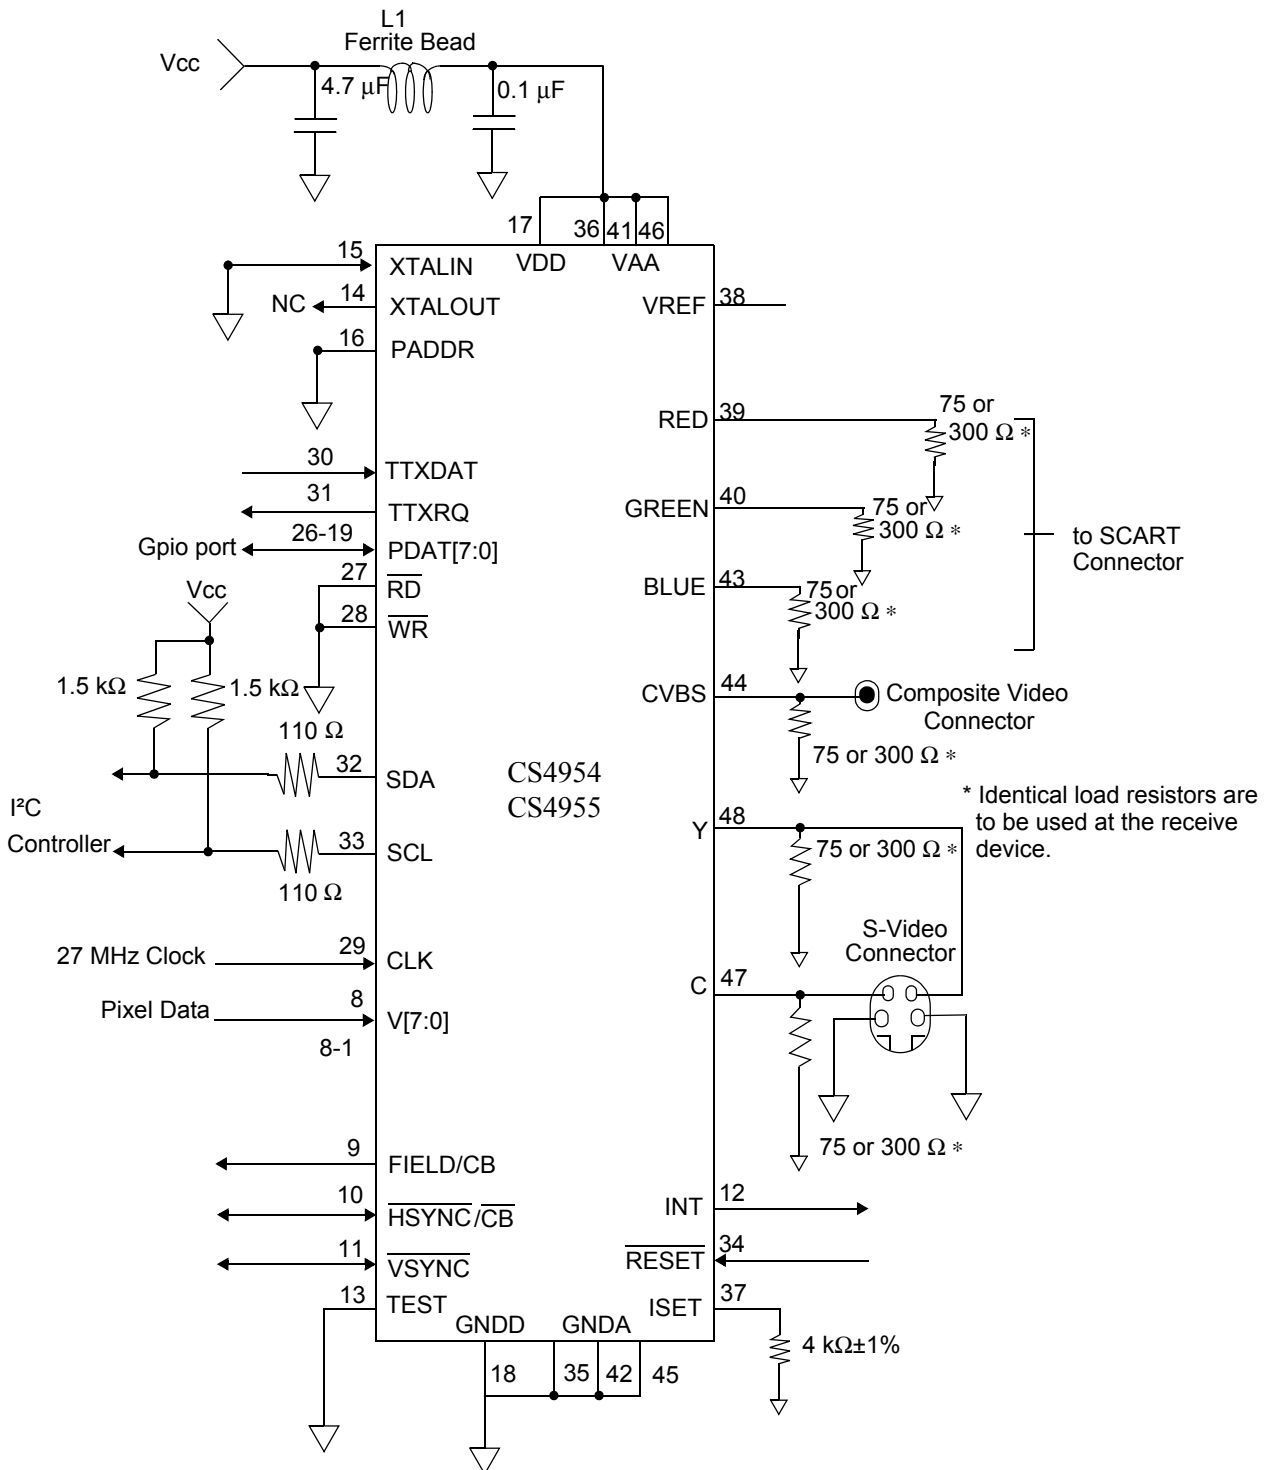 L1
Ferrite Bead
Vcc
4.7 µF
0.1 µF
17
36
41
46
VDD
VAA
15
XTALIN
NC
14
XTALOUT
16
PADDR
VREF
38
RED
39
75 or
300 Ω *
30
TTXDAT
31
TTXRQ
GREEN
40
75 or
300 Ω *
to SCART
Connector
Gpio port
26-19
PDAT[7:0]
27
RD
BLUE
43
75 or
300 Ω *
Vcc
28
WR
1.5 kΩ
1.5 kΩ
CVBS
44
Composite Video
Connector
75 or 300 Ω *
110 Ω
32
SDA
CS4954
CS4955
* Identical load resistors are
to be used at the receive
device.
I²C
Controller
33
SCL
110 Ω
Y
48
75 or 300 Ω *
S-Video
Connector
27 MHz Clock
29
CLK
C
47
Pixel Data
8
V[7:0]
8-1
75 or 300 Ω *
9
FIELD/CB
10
HSYNC/CB
INT
12
11
VSYNC
RESET
34
13
TEST
ISET
37
GNDD
GNDA
4 kΩ±1%
18
35
42
45